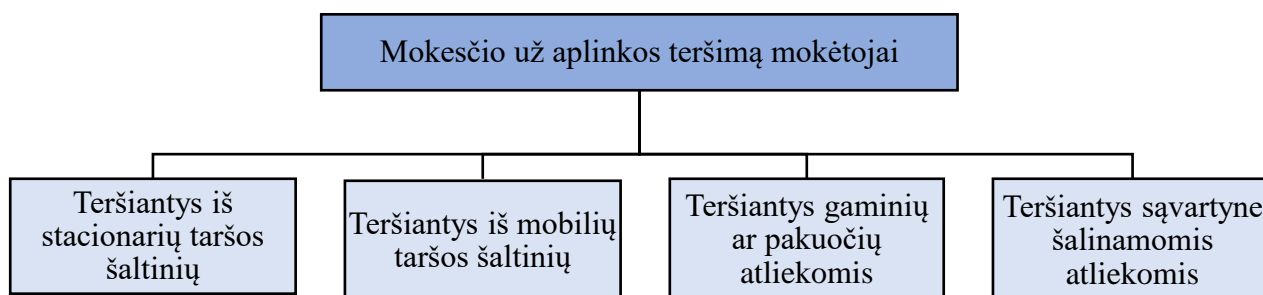 Mokesčio už aplinkos teršimą mokėtojai
Teršiantys iš
stacionarių taršos
šaltinių
Teršiantys iš mobilių
taršos šaltinių
Teršiantys gaminių
ar pakuočių
atliekomis
Teršiantys sąvartyne
šalinamomis
atliekomis